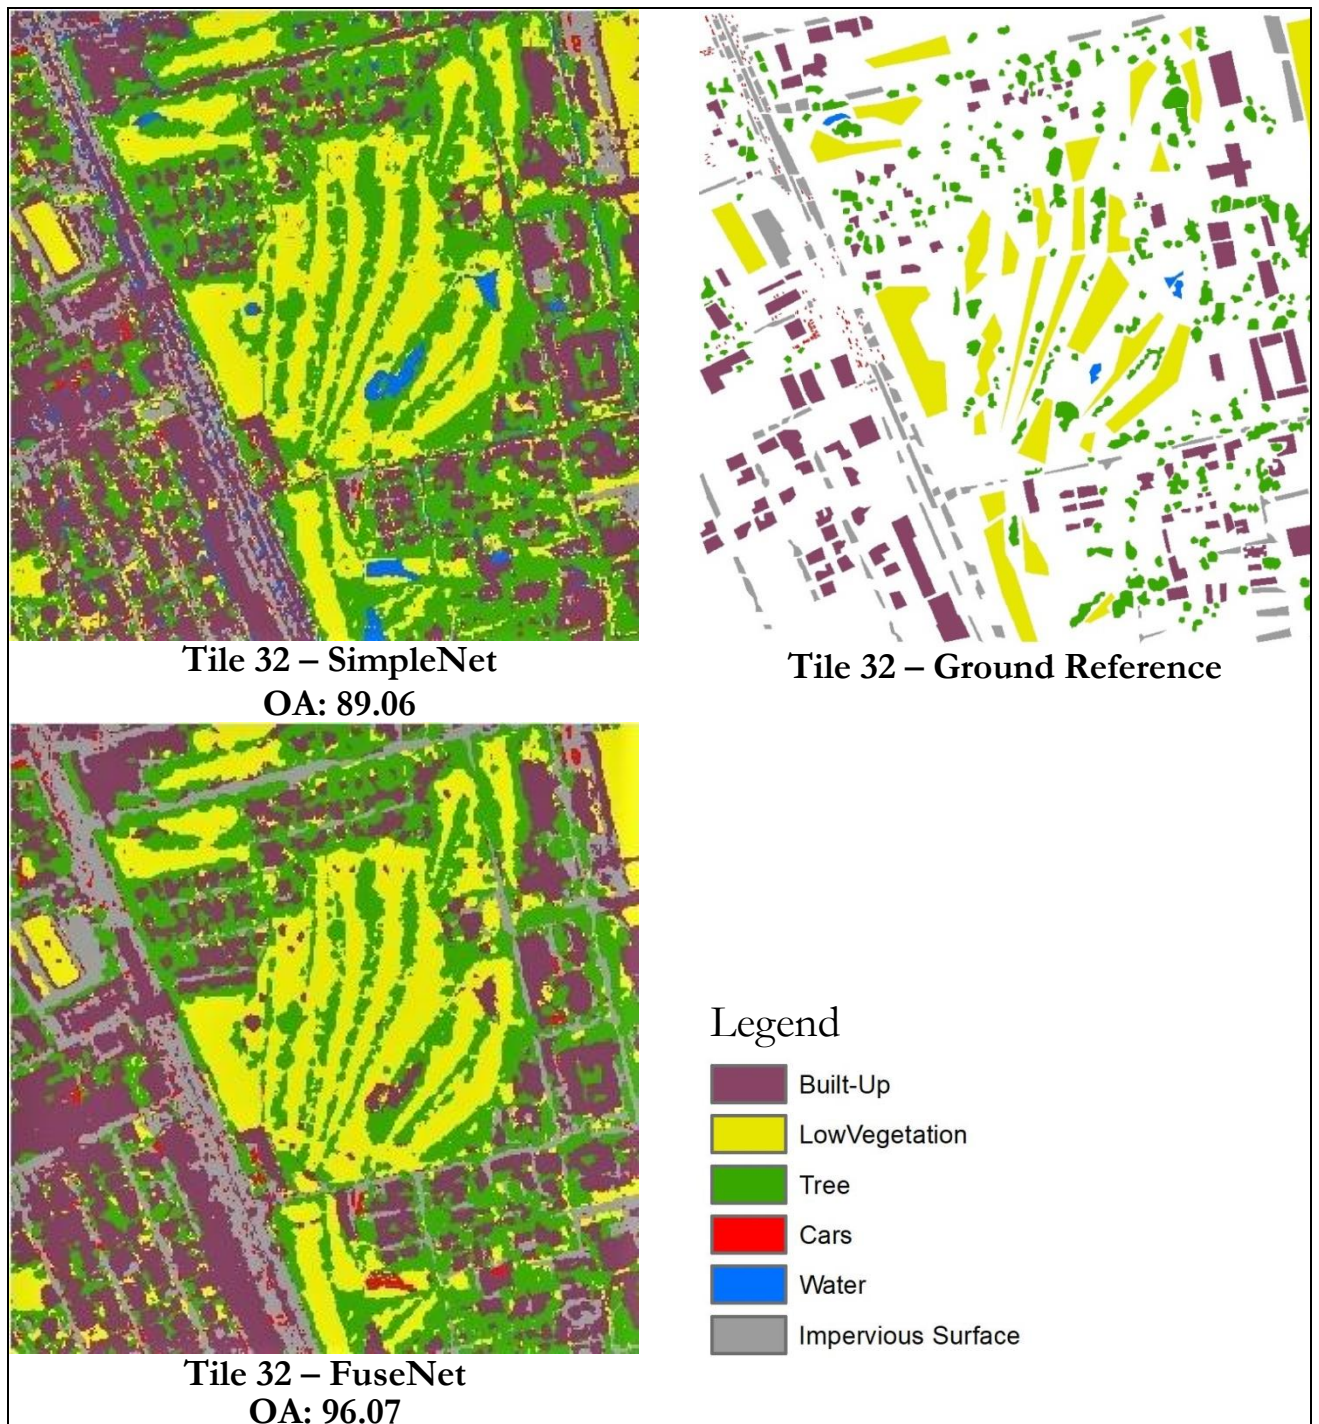 Tile 32 – SimpleNet
OA: 89.06
Tile 32 – Ground Reference
Tile 32 – FuseNet
OA: 96.07
Legend
Built-Up
LowVegetation
Tree
Cars
Water
Impervious Surface